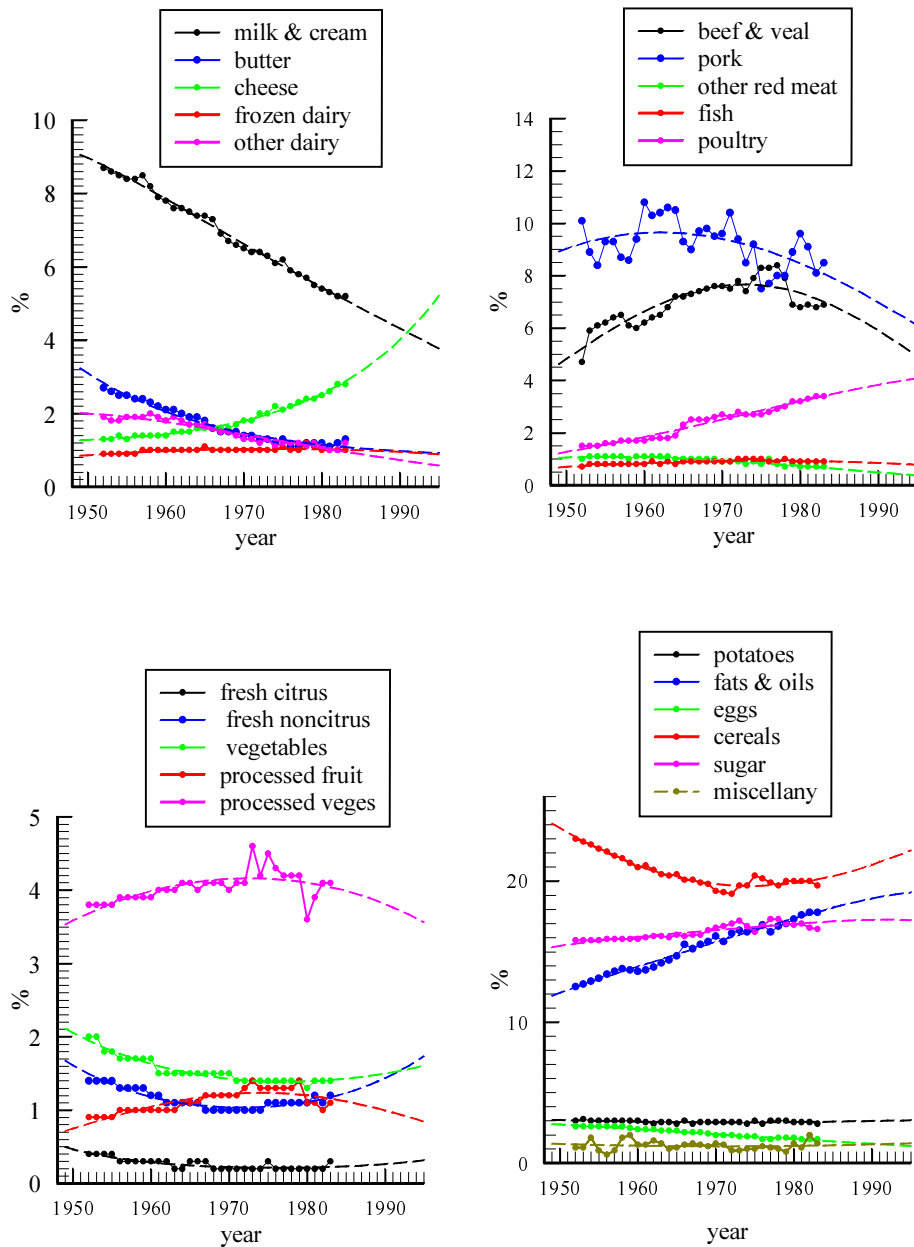 milk & cream
butter
cheese
frozen dairy
other dairy
10
8
6
4
2
0
%
1950 1960 1970 1980 1990
year
beef & veal
pork
other red meat
fish
poultry
14
12
10
8
6
4
2
0
%
1950 1960 1970 1980 1990
year
fresh citrus
fresh noncitrus
vegetables
processed fruit
processed veges
5
4
3
2
1
0
%
1950 1960 1970 1980 1990
year
potatoes
fats & oils
eggs
cereals
sugar
miscellany
20
10
0
%
1950 1960 1970 1980 1990
year